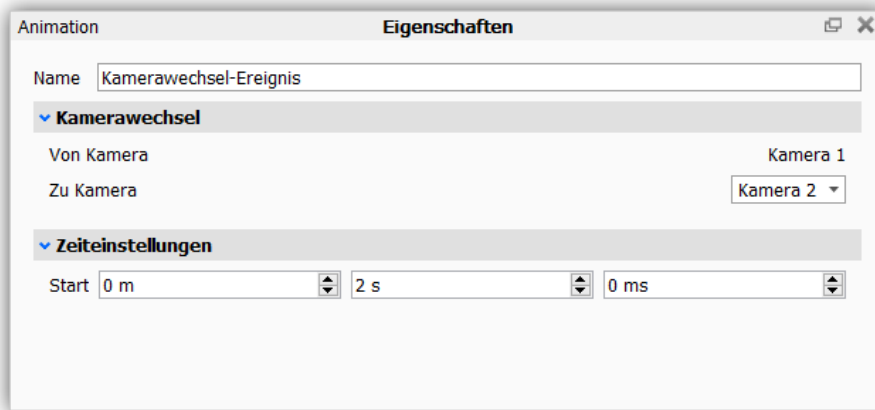 Animation Eigenschaften
Name Kamerawechsel-Ereignis
Kamerawechsel
Von Kamera Kamera 1
Zu Kamera Kamera 2
Zeiteinstellungen
Start 0 m 2 s 0 ms